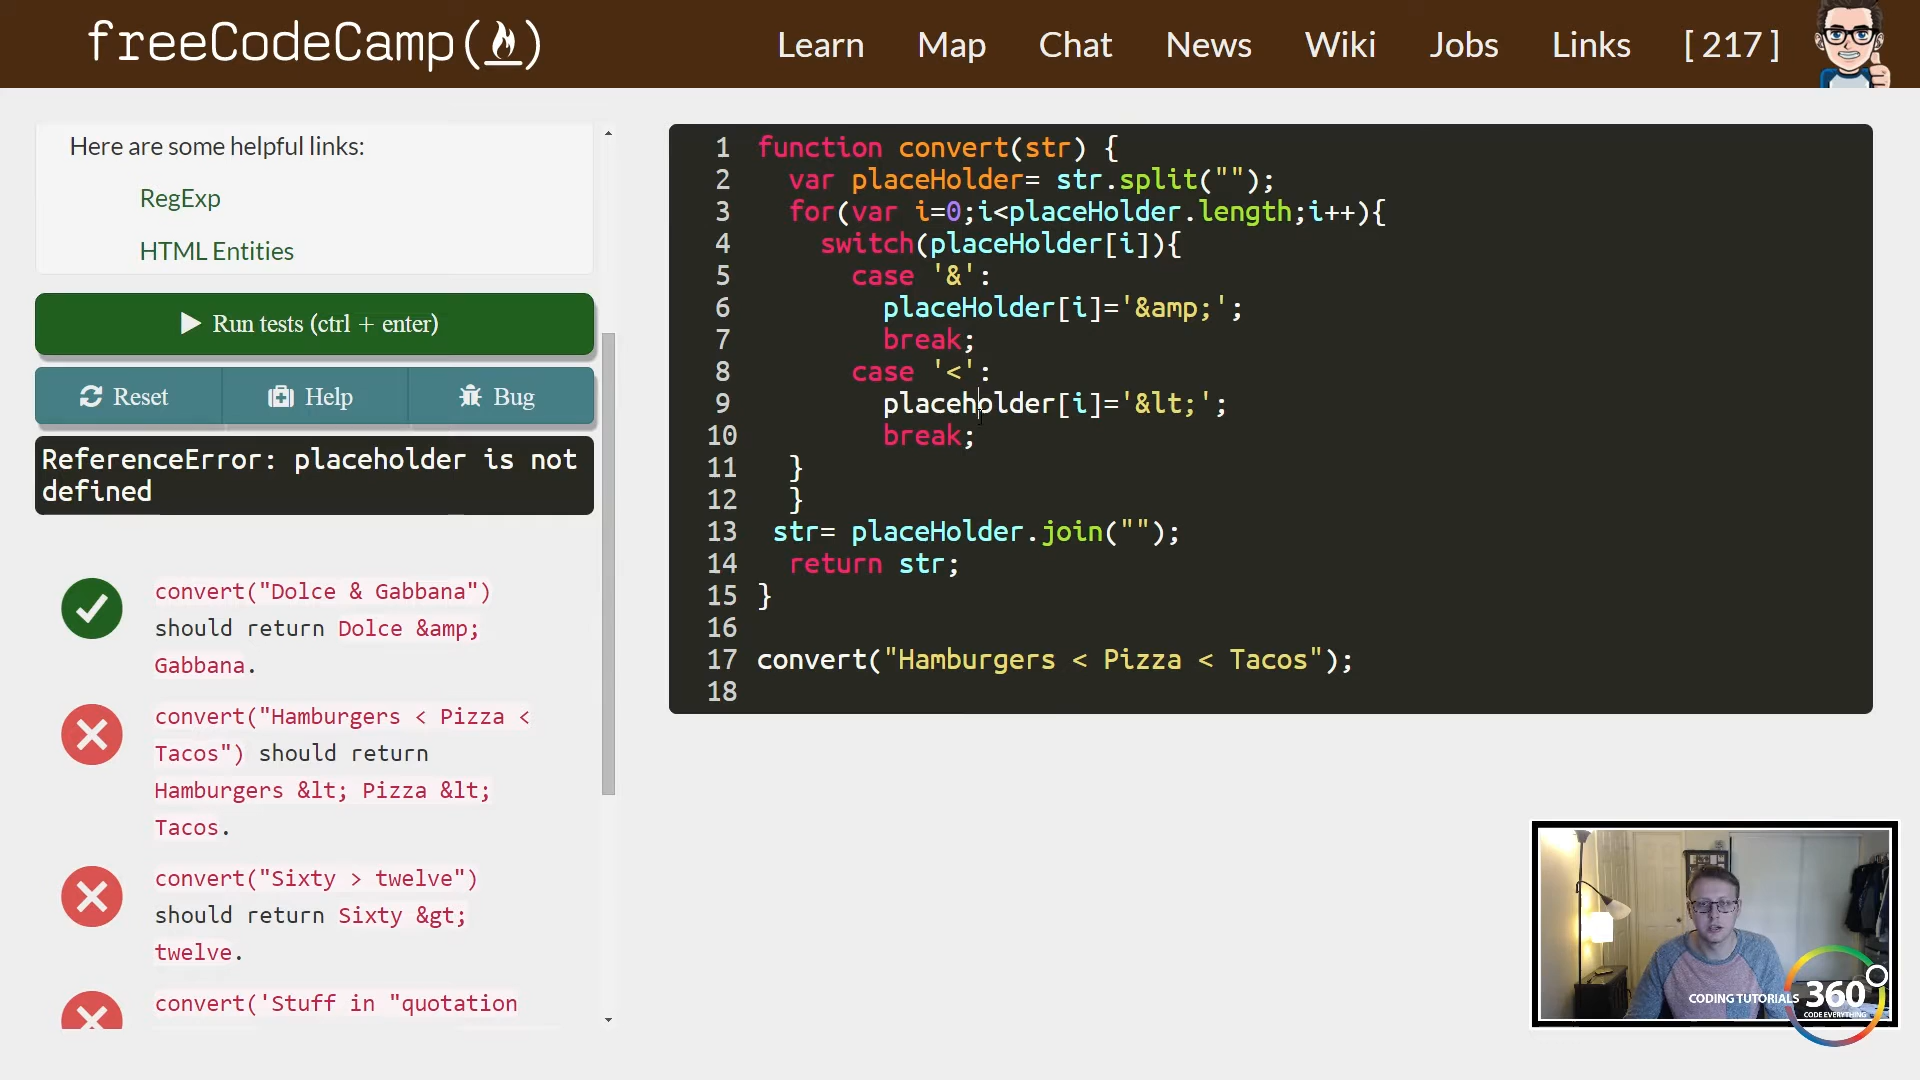 freeCodeCamp
Learn Map Chat News Wiki Jobs Links [ 217 ]
Here are some helpful links:
RegExp
HTML Entities
Run tests (ctrl + enter)
Reset Help Bug
ReferenceError: placeholder is not
defined
convert("Dolce & Gabbana")
should return Dolce &amp;
Gabbana.
convert("Hamburgers < Pizza <
Tacos") should return
Hamburgers &lt; Pizza &lt;
Tacos.
convert("Sixty > twelve")
should return Sixty &gt;
twelve.
convert('Stuff in "quotation
1 function convert(str) {
2 var placeHolder= str.split("");
3 for(var i=0;i<placeHolder.length;i++){
4 switch(placeHolder[i]){
5 case '&':
6 placeHolder[i]='&amp;';
7 break;
8 case '<':
9 placeholder[i]='&lt;';
10 break;
11 }
12 }
13 str= placeHolder.join("");
14 return str;
15 }
16
17 convert("Hamburgers < Pizza < Tacos");
18
CODING TUTORIALS 360
CODE EVERYTHING